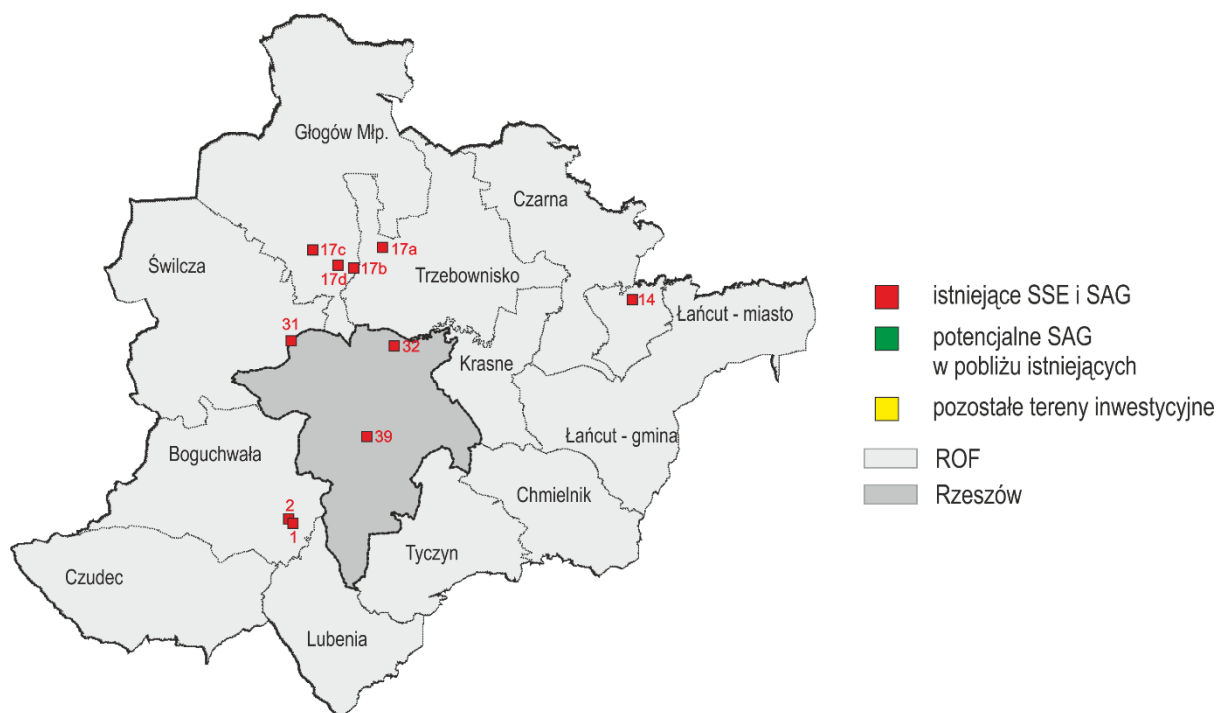 Głogów Młp.
Czarna
17c
17a
Świlcza
17d
17b
Trzebownisko
14
Łańcut - miasto
31
32
Krasne
39
Łańcut - gmina
Boguchwała
Chmielnik
2
1
Tyczyn
Czudec
Lubenia
istniejące SSE i SAG
potencjalne SAG
w pobliżu istniejących
pozostałe tereny inwestycyjne
ROF
Rzeszów